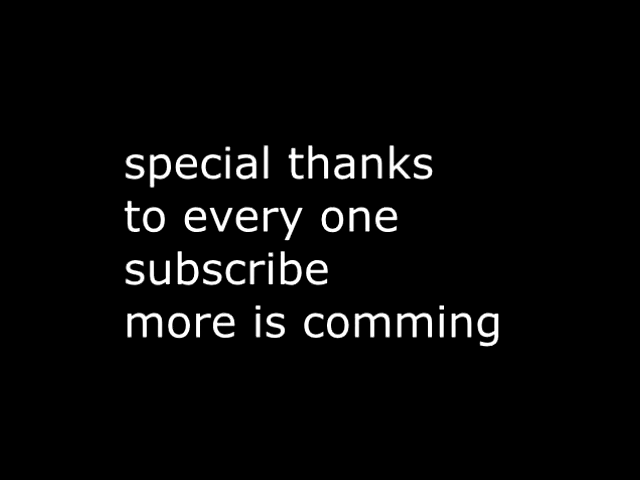 special thanks
to every one
subscribe
more is comming